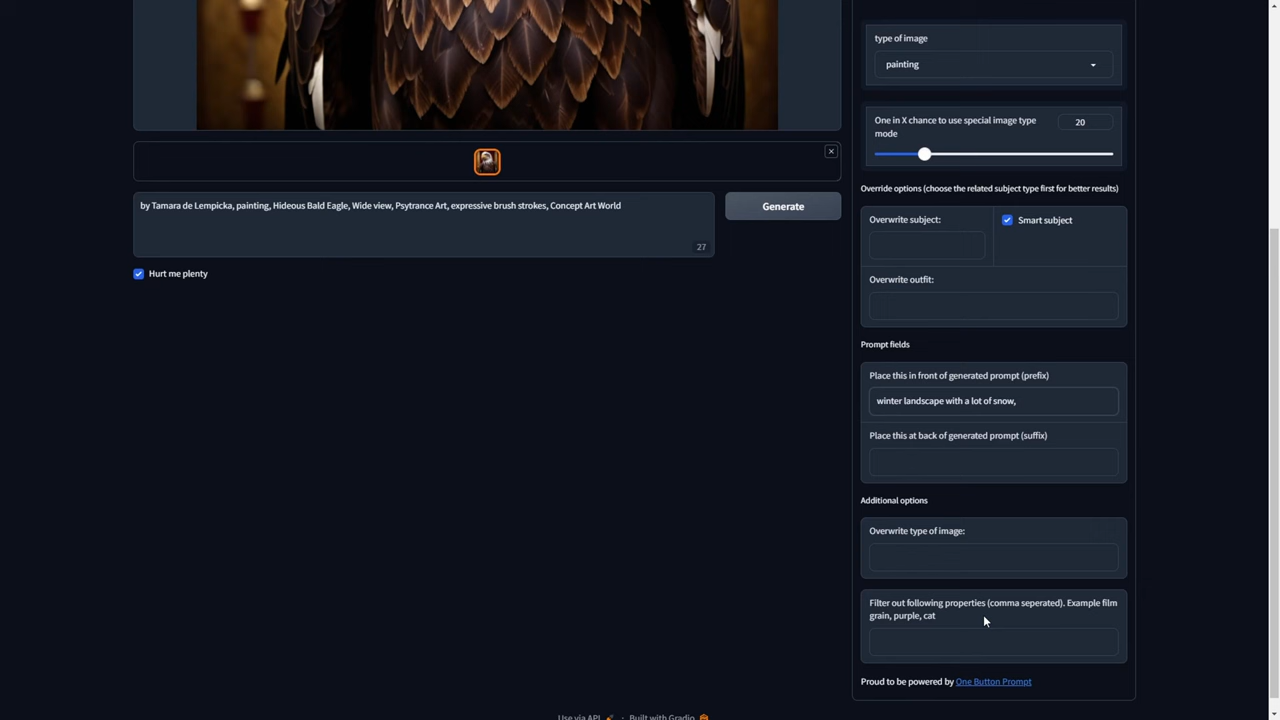 by Tamara de Lempicka, painting, Hideous Bald Eagle, Wide view, Psytrance Art, expressive brush strokes, Concept Art World
27
Generate
Hurt me plenty
type of image
painting
One in X chance to use special image type
mode
20
Override options (choose the related subject type first for better results)
Overwrite subject:
Smart subject
Overwrite outfit:
Prompt fields
Place this in front of generated prompt (prefix)
winter landscape with a lot of snow,
Place this at back of generated prompt (suffix)
Additional options
Overwrite type of image:
Filter out following properties (comma seperated). Example film
grain, purple, cat
Proud to be powered by One Button Prompt
Use via API · Built with Gradio